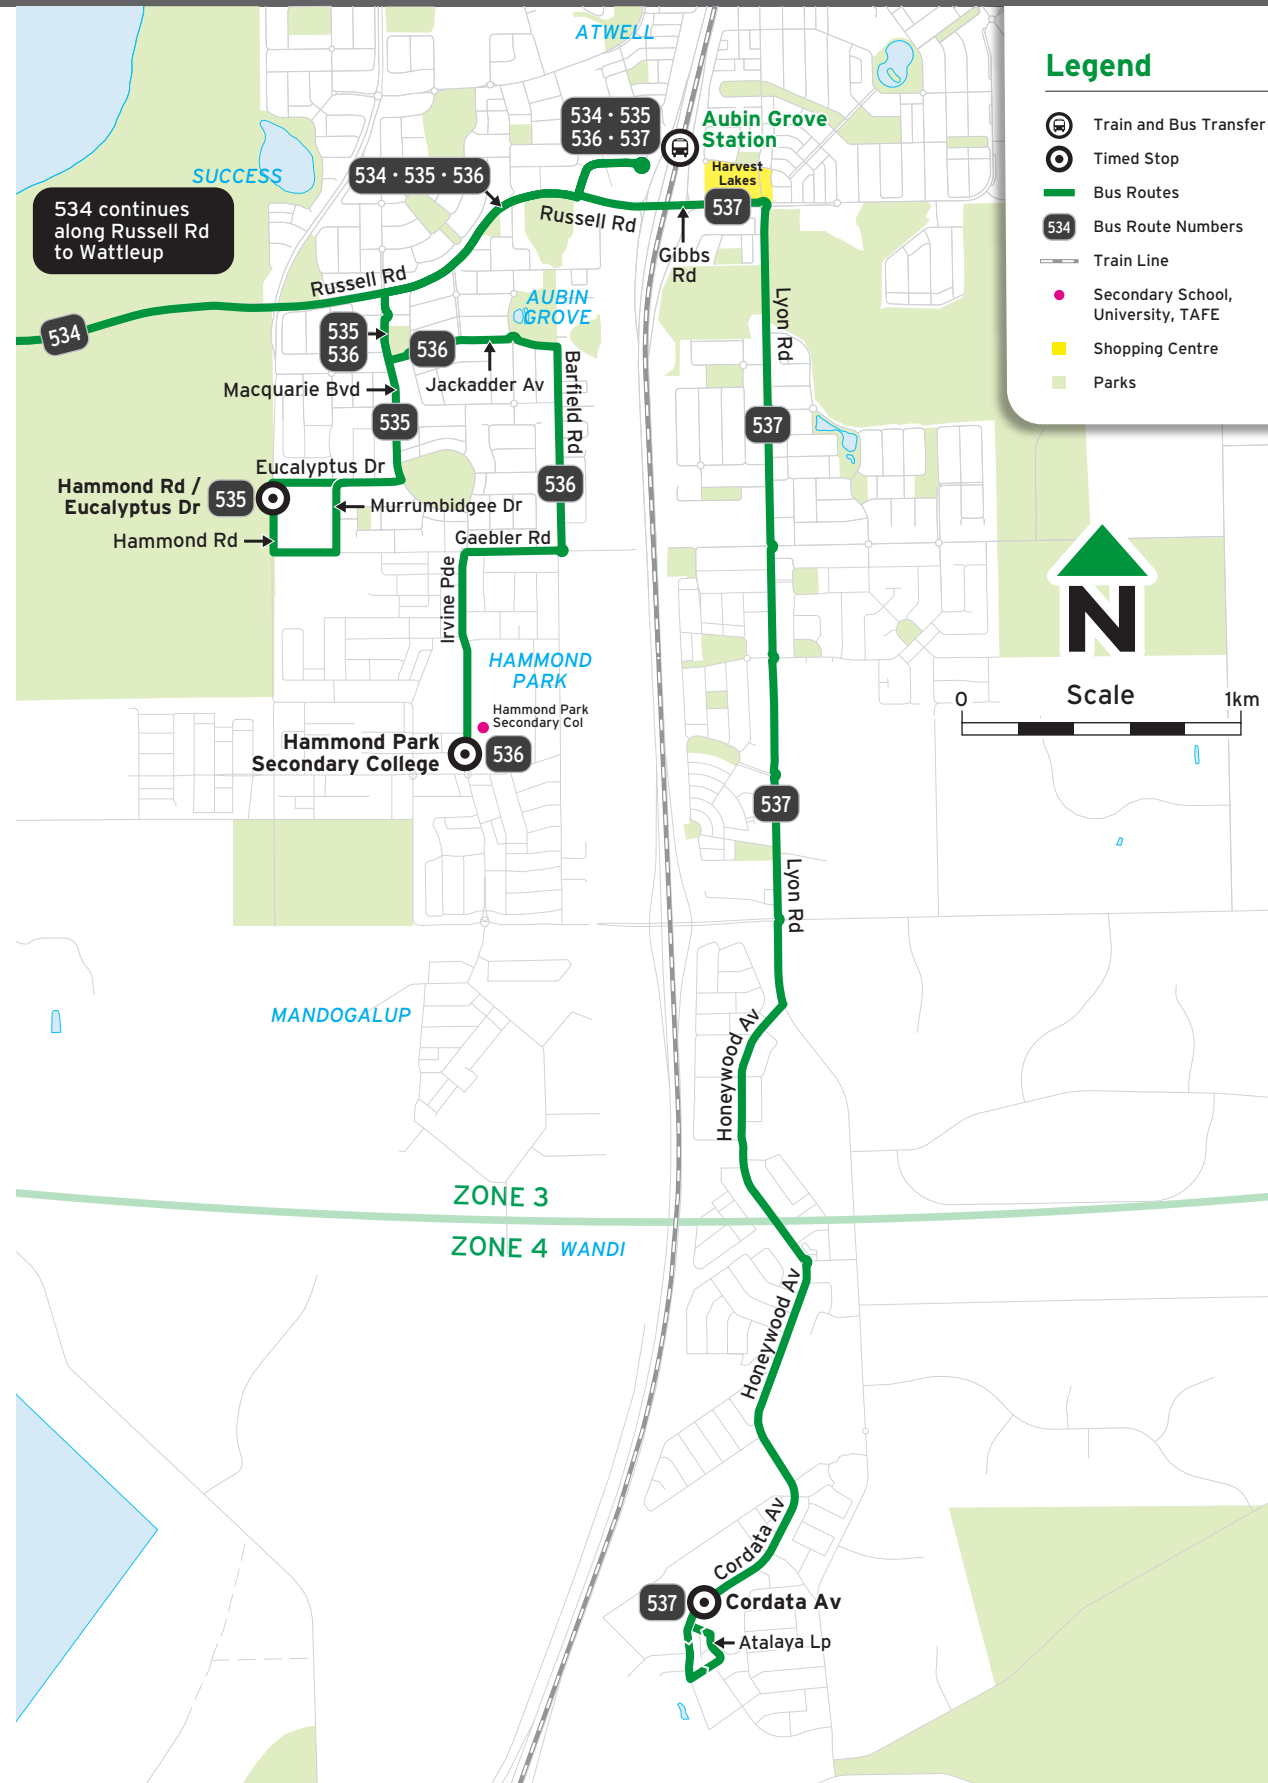 ATWELL
Legend
Train and Bus Transfer
Timed Stop
Bus Routes
534
Bus Route Numbers
Train Line
Secondary School,
University, TAFE
Shopping Centre
Parks
534 · 535
536 · 537
Aubin Grove
Station
Harvest
Lakes
534 · 535 · 536
SUCCESS
537
534 continues
along Russell Rd
to Wattleup
Russell Rd
Gibbs
Rd
Russell Rd
AUBIN
GROVE
Lyon Rd
534
535
536
536
Jackadder Av
Macquarie Bvd
Barfield Rd
535
537
Eucalyptus Dr
Hammond Rd /
Eucalyptus Dr
535
536
Murrumbidgee Dr
Hammond Rd
Gaebler Rd
Irvine Pde
N
HAMMOND
PARK
Scale
0
1km
Hammond Park
Secondary Col
Hammond Park
Secondary College
536
537
Lyon Rd
MANDOGALUP
Honeywood Av
ZONE 3
ZONE 4
WANDI
Honeywood Av
Cordata Av
537
Cordata Av
Atalaya Lp